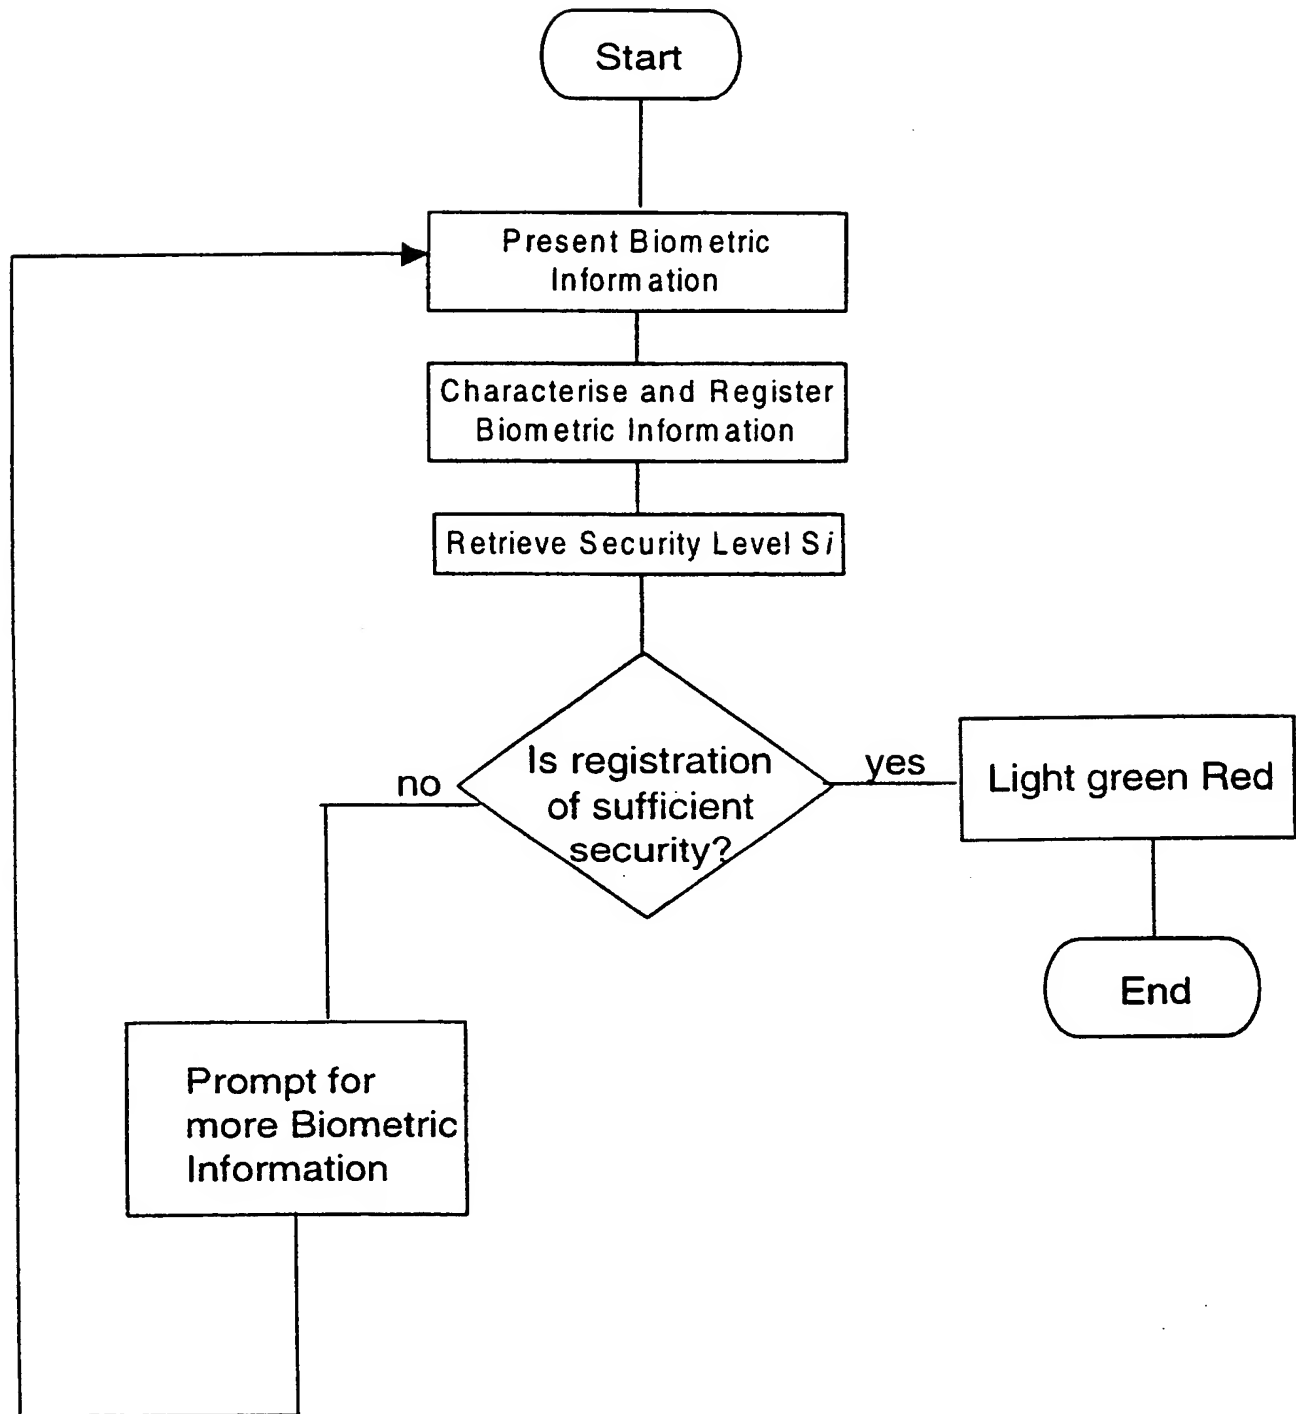 Start
Present Biometric
Information
Characterise and Register
Biometric Information
Retrieve Security Level Si
Is registration
of sufficient
security?
no
yes
Light green Red
End
Prompt for
more Biometric
Information